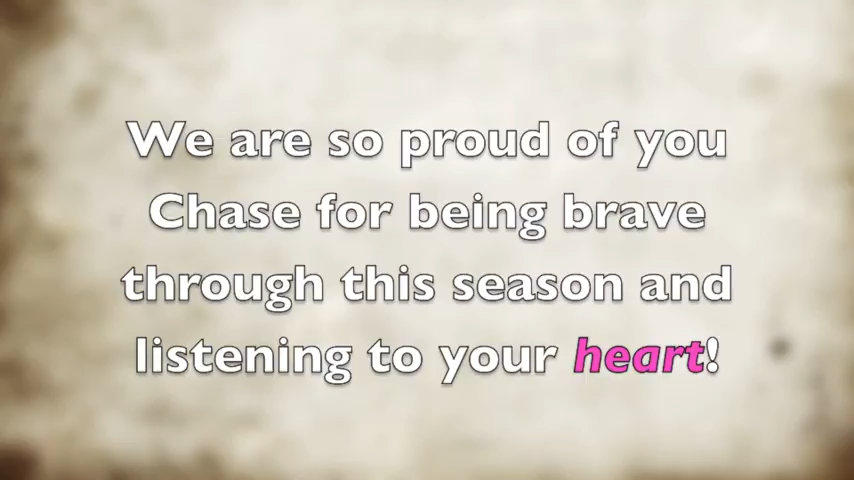 We are so proud of you
Chase for being brave
through this season and
listening to your heart!